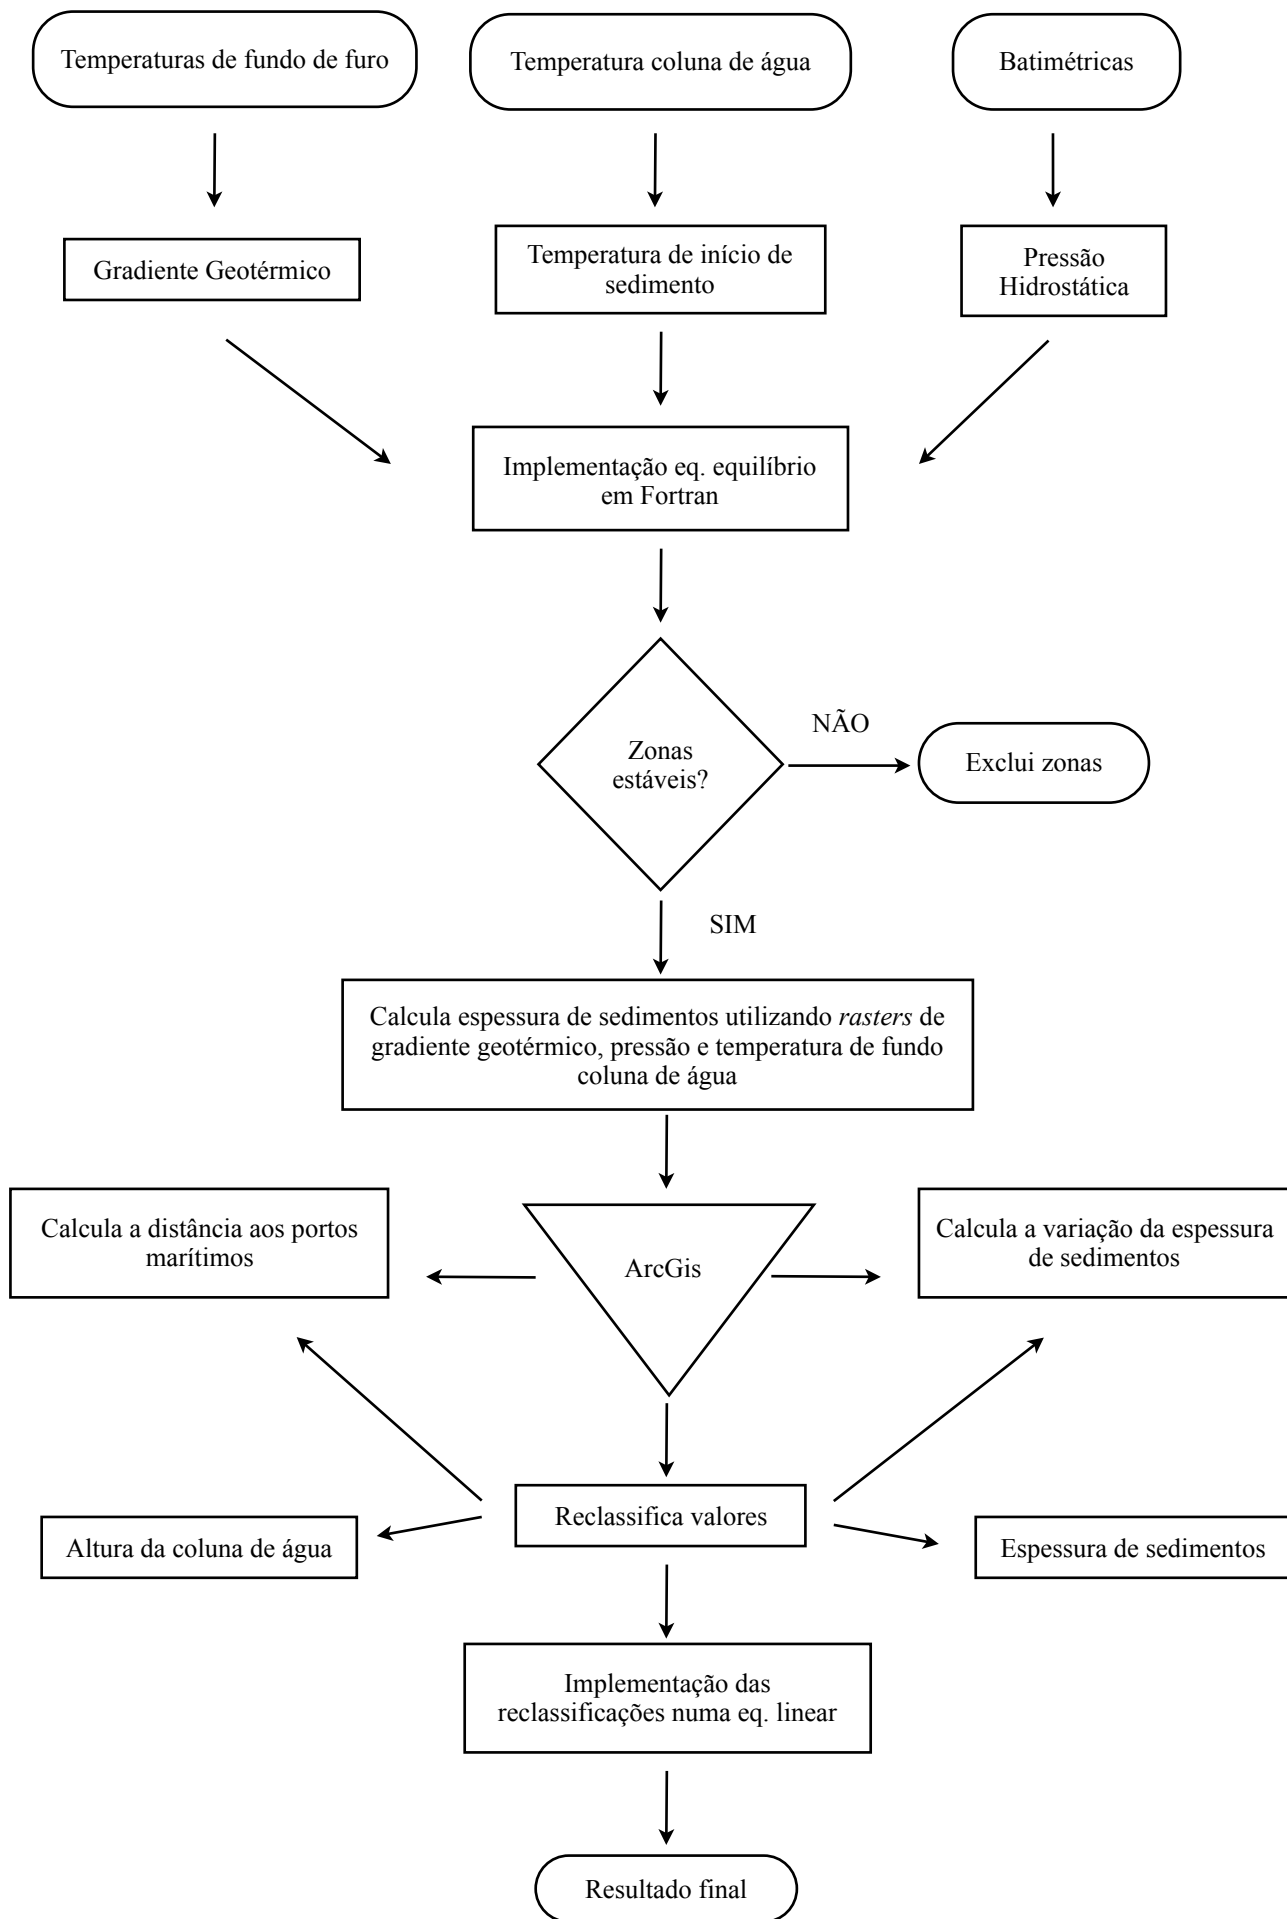 Temperaturas de fundo de furo
Temperatura coluna de água
Batimétricas
Gradiente Geotérmico
Temperatura de início de
sedimento
Pressão
Hidrostática
Implementação eq. equilíbrio
em Fortran
Zonas
estáveis?
NÃO
Exclui zonas
SIM
Calcula espessura de sedimentos utilizando rasters de
gradiente geotérmico, pressão e temperatura de fundo
coluna de água
Calcula a distância aos portos
marítimos
ArcGis
Calcula a variação da espessura
de sedimentos
Reclassifica valores
Altura da coluna de água
Espessura de sedimentos
Implementação das
reclassificações numa eq. linear
Resultado final